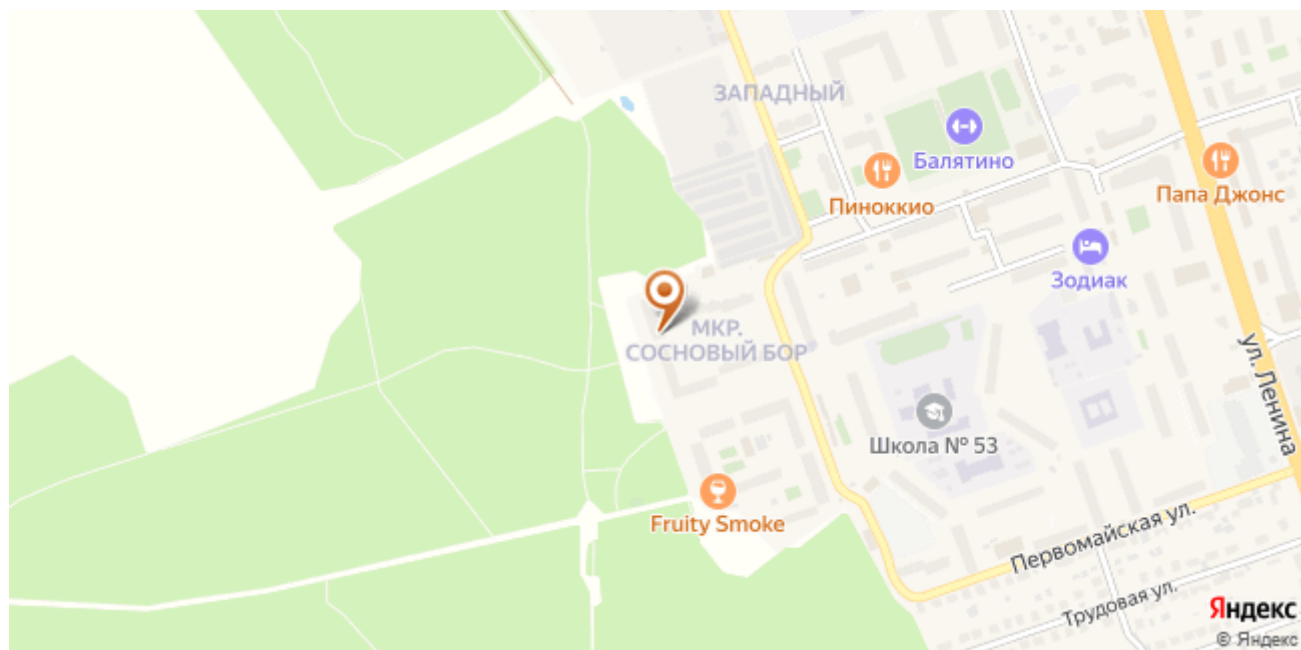 ЗАПАДНЫЙ
Балятино
Пиноккио
Папа Джонс
Зодиак
МКР.
СОСНОВЫЙ БОР
ул. Ленина
Школа № 53
Fruity Smoke
Первомайская ул.
Трудовая ул.
Яндекс
© Яндекс